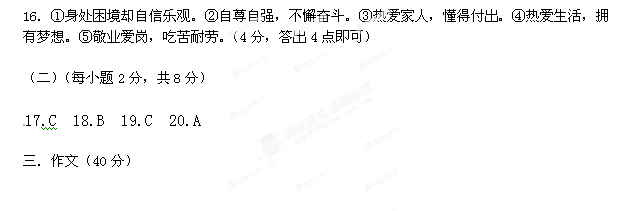 16. ①身处困境却自信乐观。②自尊自强，不懈奋斗。③热爱家人，懂得付出。④热爱生活，拥
有梦想。⑤敬业爱岗，吃苦耐劳。（4 分，答出 4 点即可）
（二）（每小题 2 分，共 8 分）
17.C 18.B 19.C 20.A
三．作文（40 分）